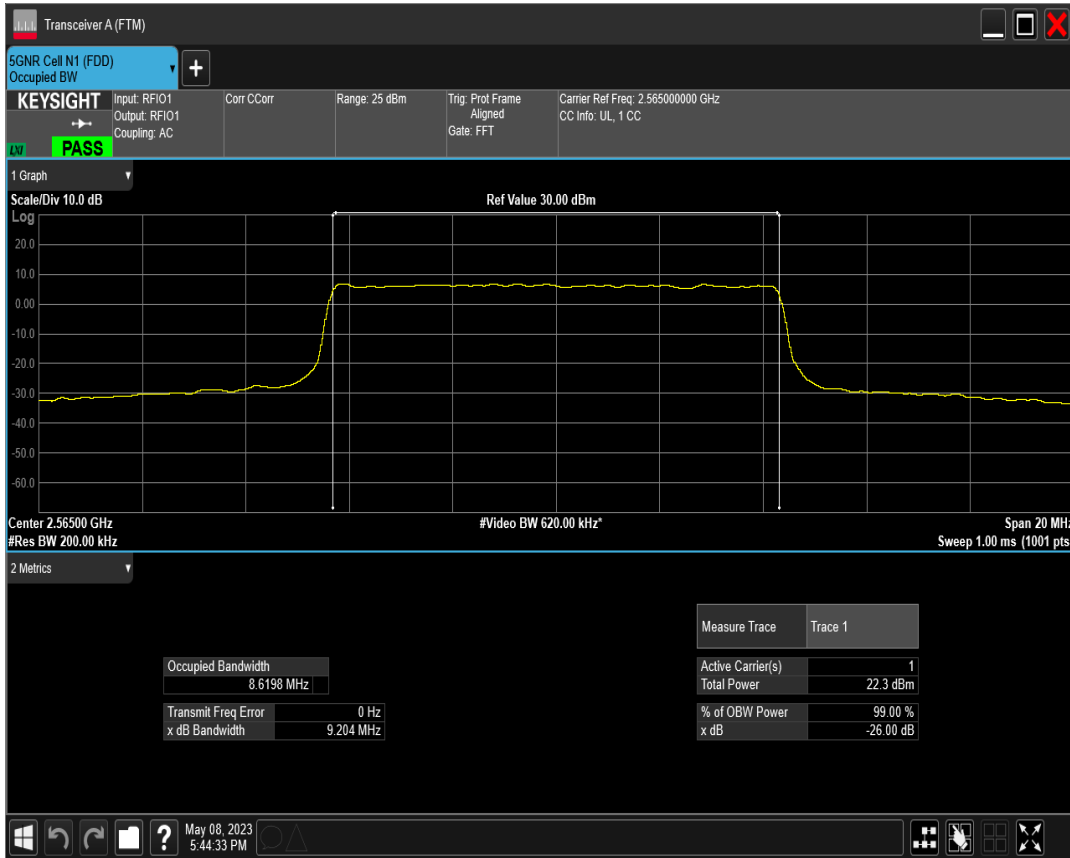 Transceiver A (FTM)
5GNR Cell N1 (FDD)
Occupied BW
+
KEYSIGHT
LXI
PASS
Input: RFIO1
Output: RFIO1
Coupling: AC
Corr CCorr
Range: 25 dBm
Trig: Prot Frame
Aligned
Gate: FFT
Carrier Ref Freq: 2.565000000 GHz
CC Info: UL, 1 CC
1 Graph
Scale/Div 10.0 dB
Ref Value 30.00 dBm
Log
20.0
10.0
0.00
-10.0
-20.0
-30.0
-40.0
-50.0
-60.0
Center 2.56500 GHz
#Video BW 620.00 kHz*
Span 20 MHz
#Res BW 200.00 kHz
Sweep 1.00 ms (1001 pts
2 Metrics
Measure Trace Trace 1
Occupied Bandwidth
8.6198 MHz
Active Carrier(s) 1
Total Power 22.3 dBm
Transmit Freq Error 0 Hz
x dB Bandwidth 9.204 MHz
% of OBW Power 99.00 %
x dB -26.00 dB
?
May 08, 2023
5:44:33 PM